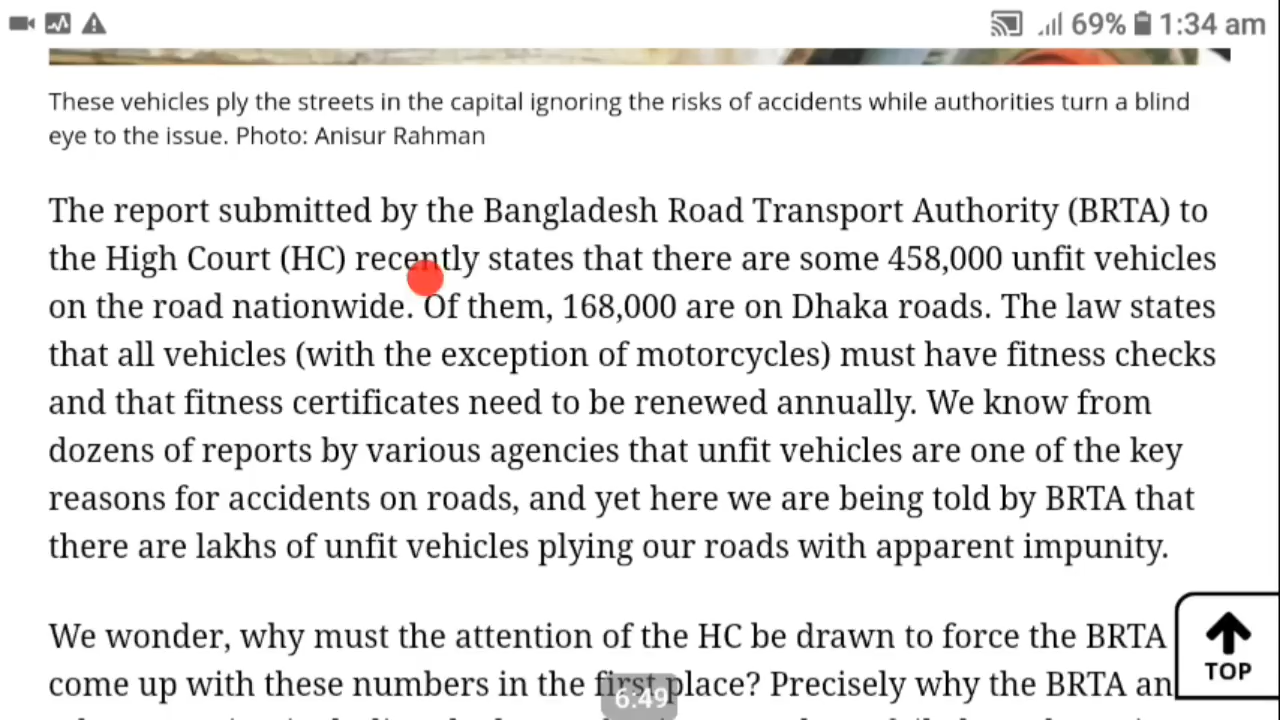 69% 1:34 am
These vehicles ply the streets in the capital ignoring the risks of accidents while authorities turn a blind
eye to the issue. Photo: Anisur Rahman
The report submitted by the Bangladesh Road Transport Authority (BRTA) to
the High Court (HC) recently states that there are some 458,000 unfit vehicles
on the road nationwide. Of them, 168,000 are on Dhaka roads. The law states
that all vehicles (with the exception of motorcycles) must have fitness checks
and that fitness certificates need to be renewed annually. We know from
dozens of reports by various agencies that unfit vehicles are one of the key
reasons for accidents on roads, and yet here we are being told by BRTA that
there are lakhs of unfit vehicles plying our roads with apparent impunity.
We wonder, why must the attention of the HC be drawn to force the BRTA
come up with these numbers in the first place? Precisely why the BRTA an
TOP
6:49